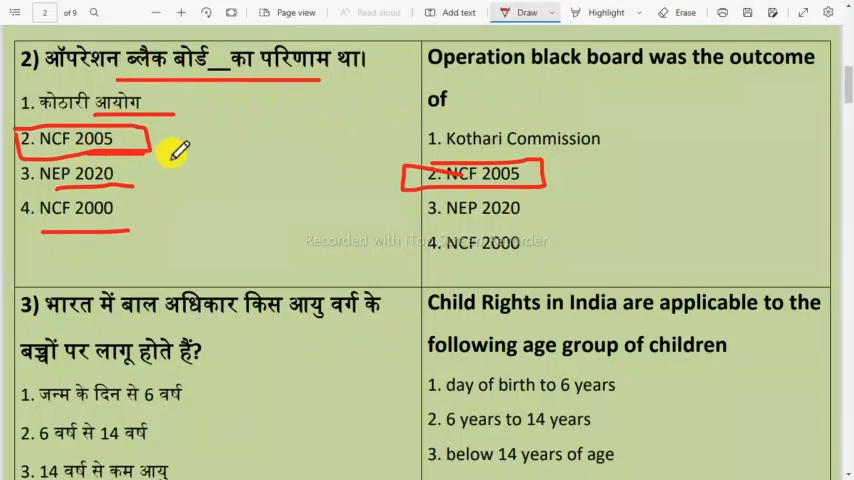 2 of 9
Page view
Read aloud
Add text
Draw
Highlight
Erase
2) ऑपरेशन ब्लैक बोर्ड__का परिणाम था।
1. कोठारी आयोग
2. NCF 2005
3. NEP 2020
4. NCF 2000
Operation black board was the outcome
of
1. Kothari Commission
2. NCF 2005
3. NEP 2020
4. NCF 2000
3) भारत में बाल अधिकार किस आयु वर्ग के
बच्चों पर लागू होते हैं?
1. जन्म के दिन से 6 वर्ष
2. 6 वर्ष से 14 वर्ष
3. 14 वर्ष से कम आयु
Child Rights in India are applicable to the
following age group of children
1. day of birth to 6 years
2. 6 years to 14 years
3. below 14 years of age